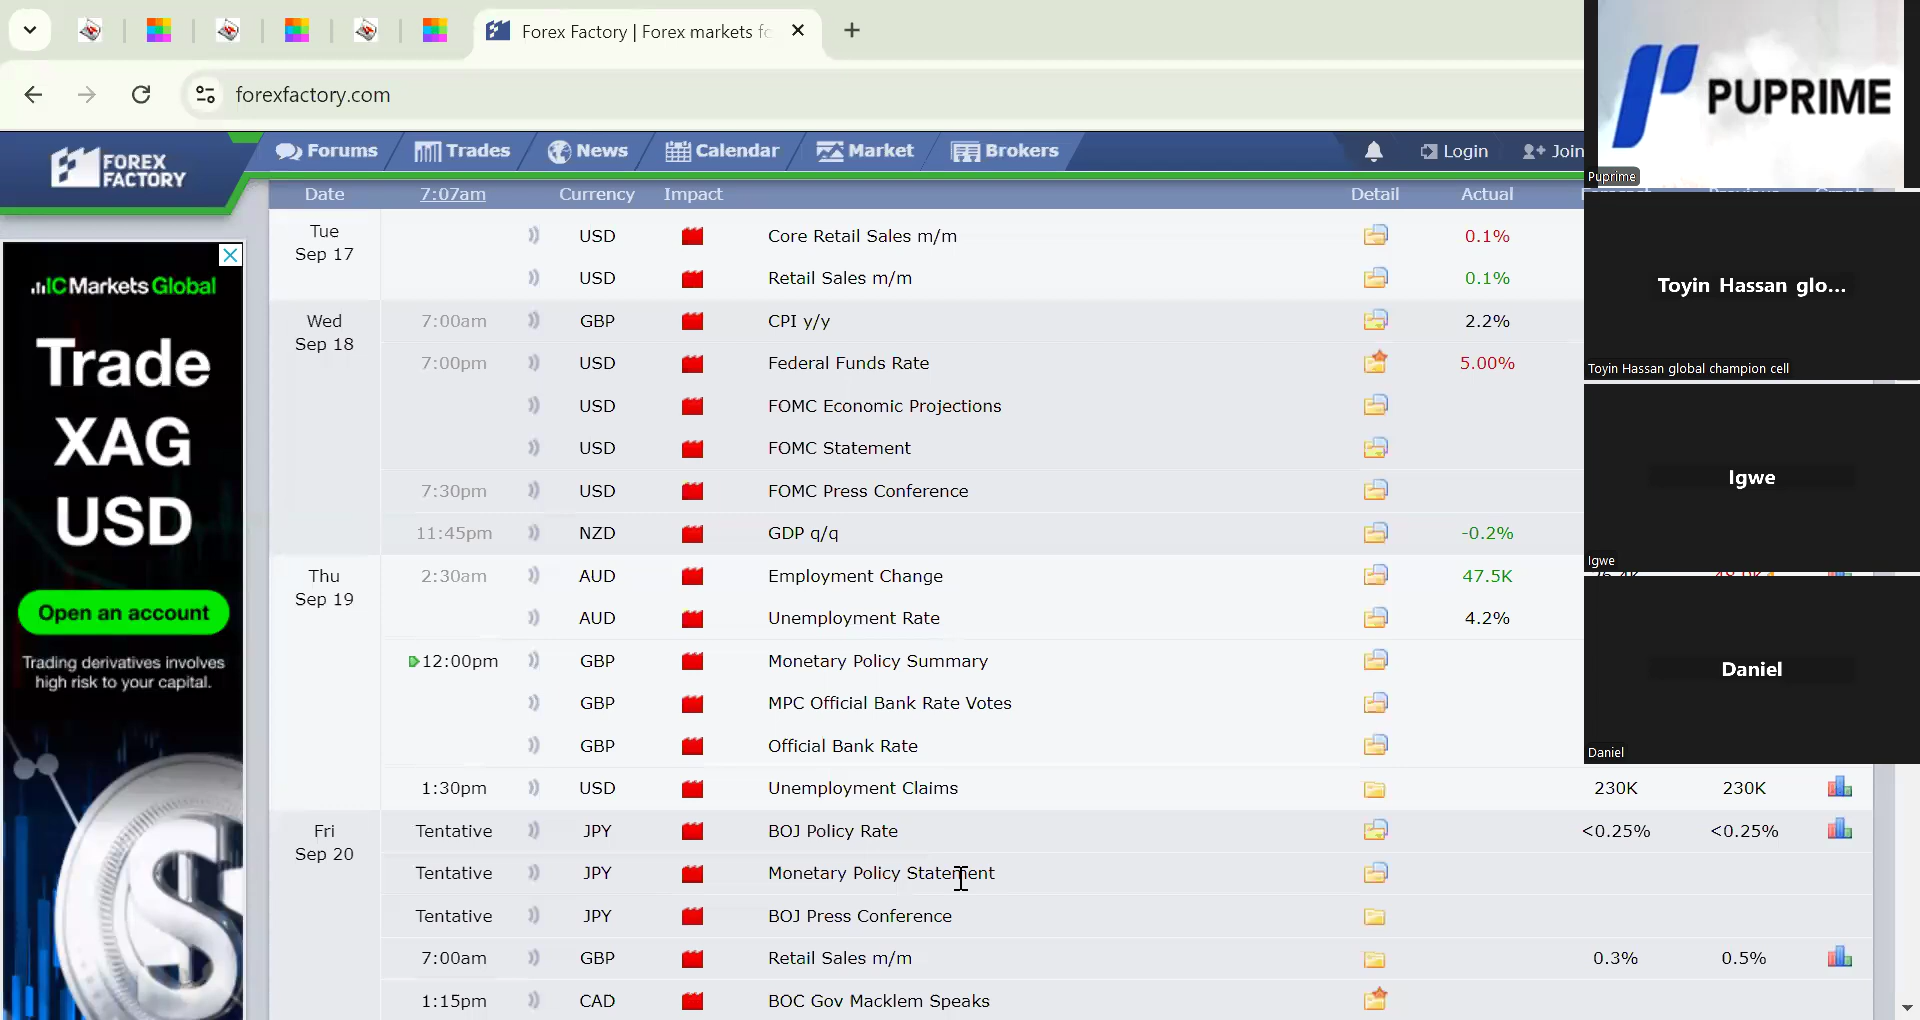 Forex Factory | Forex markets fo
forexfactory.com
PUPRIME
Puprime
FOREX
FACTORY
Forums
Trades
News
Calendar
Market
Brokers
Login
Join
Date 7:07am Currency Impact Detail Actual
Tue
Sep 17
USD Core Retail Sales m/m 0.1%
USD Retail Sales m/m 0.1%
Wed
Sep 18
7:00am GBP CPI y/y 2.2%
7:00pm USD Federal Funds Rate 5.00%
USD FOMC Economic Projections
USD FOMC Statement
7:30pm USD FOMC Press Conference
11:45pm NZD GDP q/q -0.2%
Thu
Sep 19
2:30am AUD Employment Change 47.5K
AUD Unemployment Rate 4.2%
12:00pm GBP Monetary Policy Summary
GBP MPC Official Bank Rate Votes
GBP Official Bank Rate
1:30pm USD Unemployment Claims 230K 230K
Fri
Sep 20
Tentative JPY BOJ Policy Rate <0.25% <0.25%
Tentative JPY Monetary Policy Statement
Tentative JPY BOJ Press Conference
7:00am GBP Retail Sales m/m 0.3% 0.5%
1:15pm CAD BOC Gov Macklem Speaks
IC Markets Global
Trade
XAG
USD
Open an account
Trading derivatives involves
high risk to your capital.
Toyin Hassan glo...
Toyin Hassan global champion cell
Igwe
Igwe
Daniel
Daniel